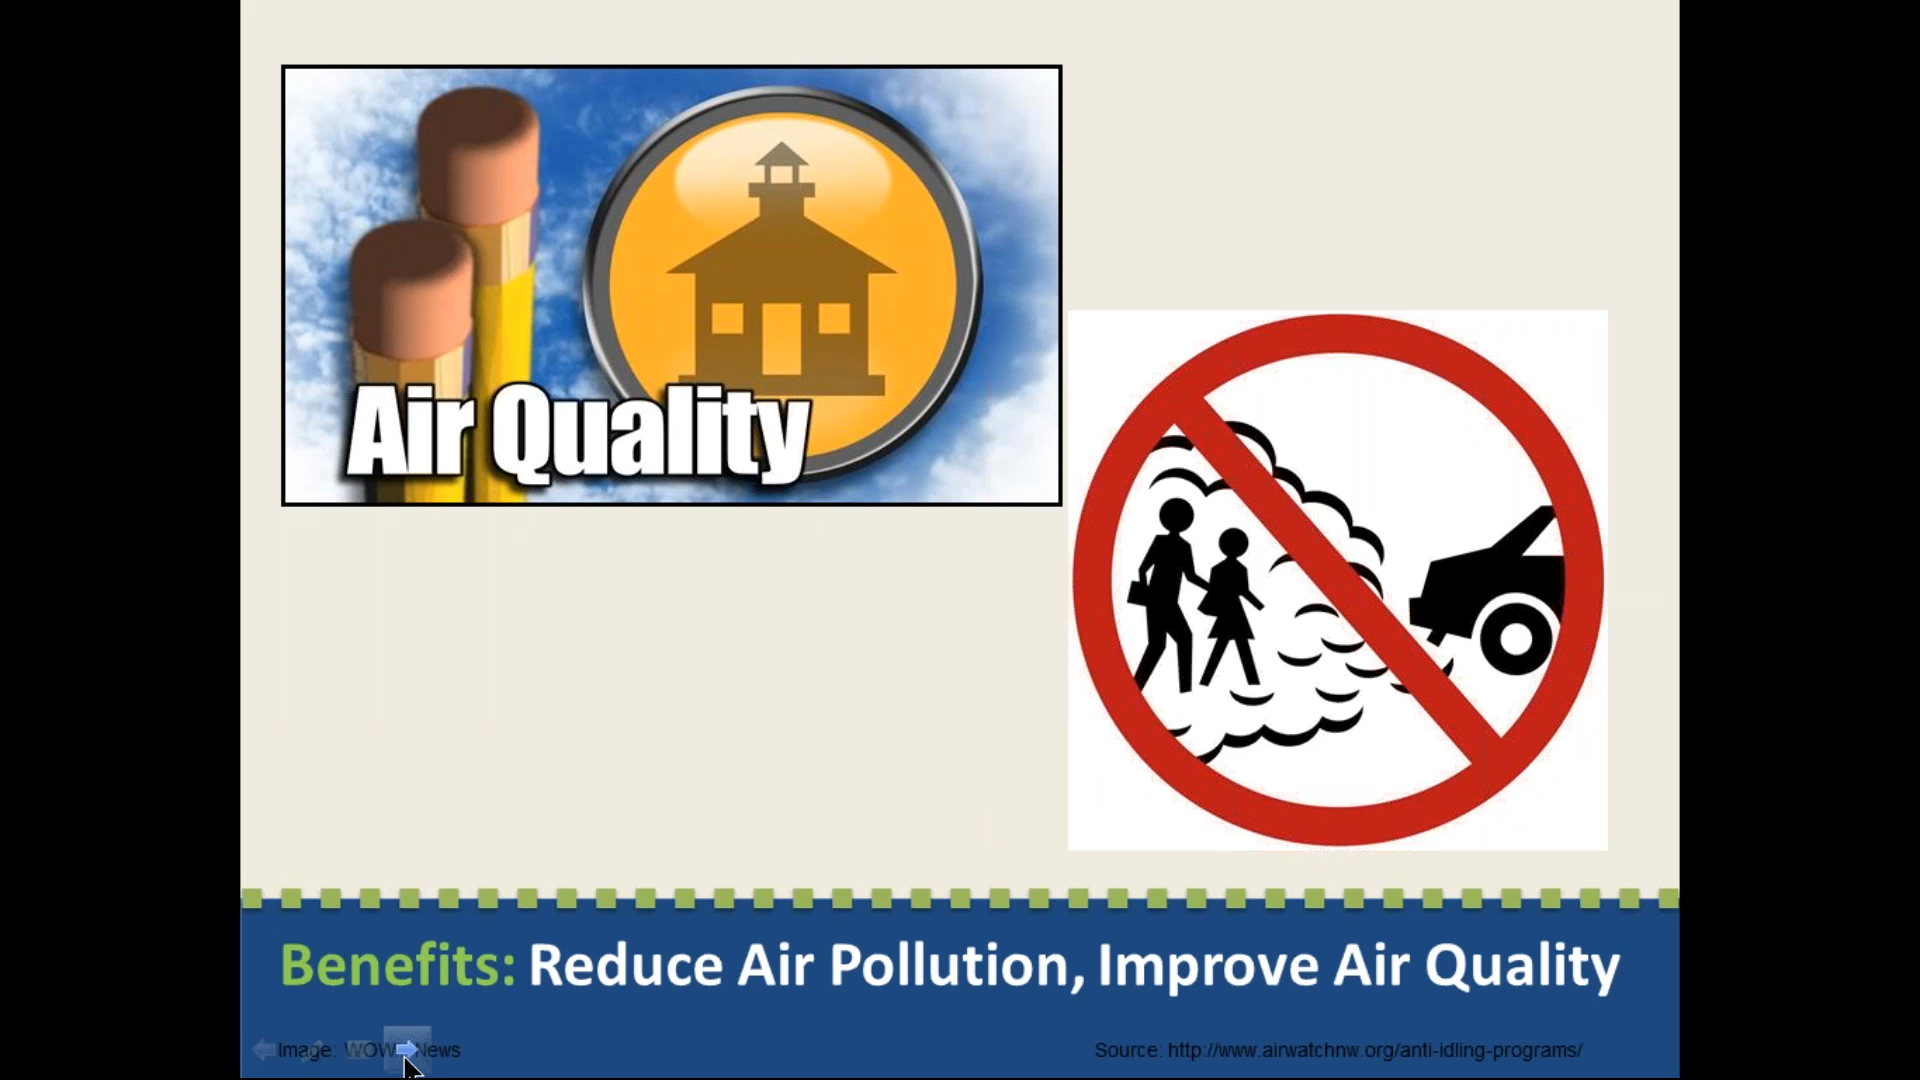 Air Quality
Benefits: Reduce Air Pollution, Improve Air Quality
Image: News
Source: http://www.airwatchnw.org/anti-idling-programs/